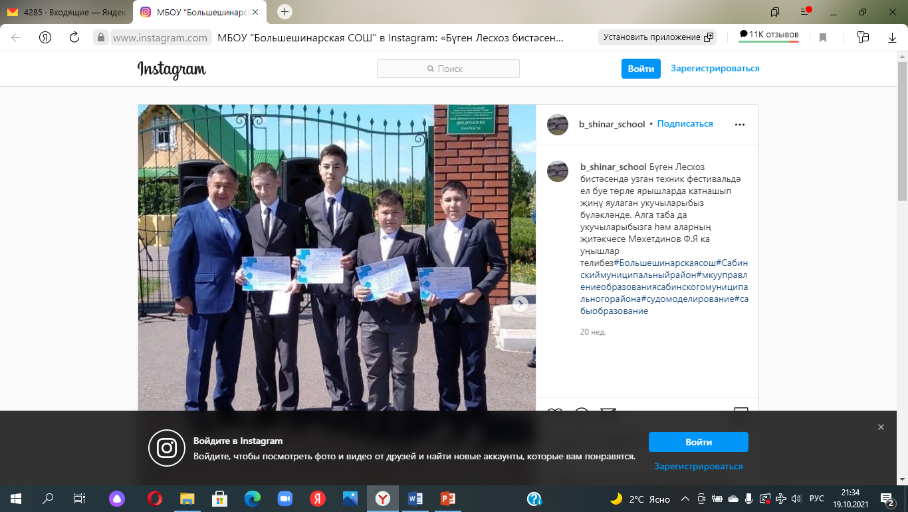 4285 · Входящие — Яндек
МБОУ "Большешинарс
www.instagram.com
МБОУ "Большешинарская СОШ" в Instagram: «Бүген Лесхоз бистәсен...
Установить приложение
11K отзывов
Instagram
Поиск
Войти
Зарегистрироваться
b_shinar_school • Подписаться
b_shinar_school Бүген Лесхоз
бистәсендә узган техник фестивальдә
ел буе төрле ярышларда катнашып
җиңү яулаган укучыларыбыз
бүләкләнде. Алга таба да
укучыларыбызга һәм аларның
җитәкчесе Мөхетдинов Ф.Я ка
уңышлар
телибез#Большешинарскаясош#Сабин
скиймуниципальныйрайон#мкууправл
ениеобразованиясабинскогомуниципа
льногорайона#судомоделирование#са
быобразование
20 нед.
Войдите в Instagram
Войдите, чтобы посмотреть фото и видео от друзей и найти новые аккаунты, которые вам понравятся.
Войти
Зарегистрироваться
2°C Ясно
РУС
21:34
19.10.2021
2